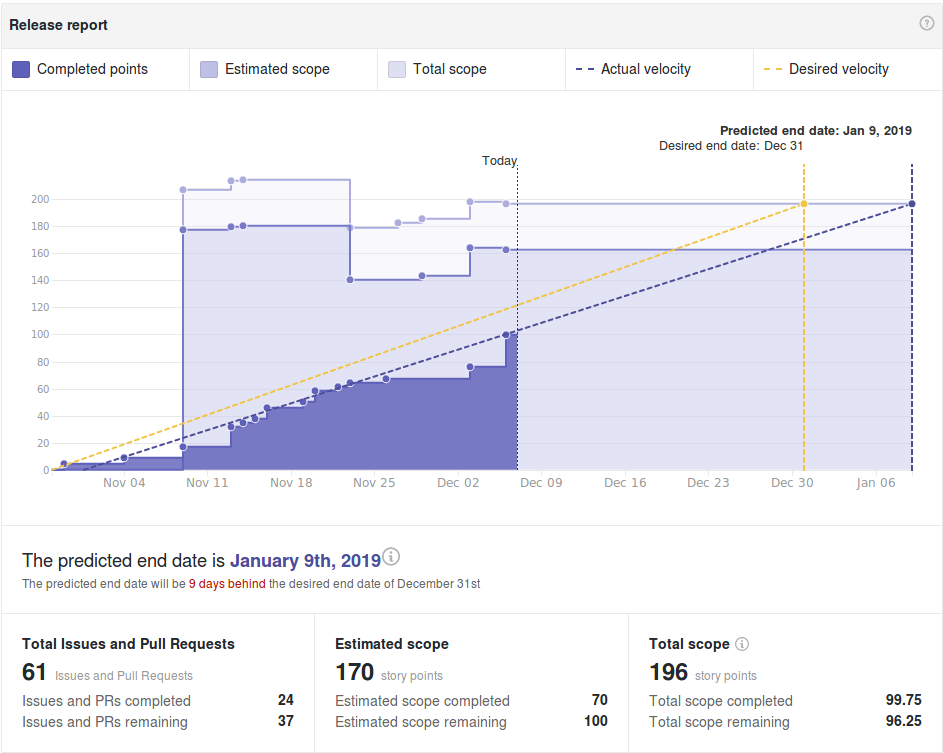 Release report
?
Completed points
Estimated scope
Total scope
Actual velocity
Desired velocity
Predicted end date: Jan 9, 2019
Desired end date: Dec 31
Today
200
180
160
140
120
100
80
60
40
20
0
Nov 04 Nov 11 Nov 18 Nov 25 Dec 02 Dec 09 Dec 16 Dec 23 Dec 30 Jan 06
The predicted end date is January 9th, 2019 i
The predicted end date will be 9 days behind the desired end date of December 31st
Total Issues and Pull Requests
61 Issues and Pull Requests
Issues and PRs completed 24
Issues and PRs remaining 37
Estimated scope
170 story points
Estimated scope completed 70
Estimated scope remaining 100
Total scope i
196 story points
Total scope completed 99.75
Total scope remaining 96.25